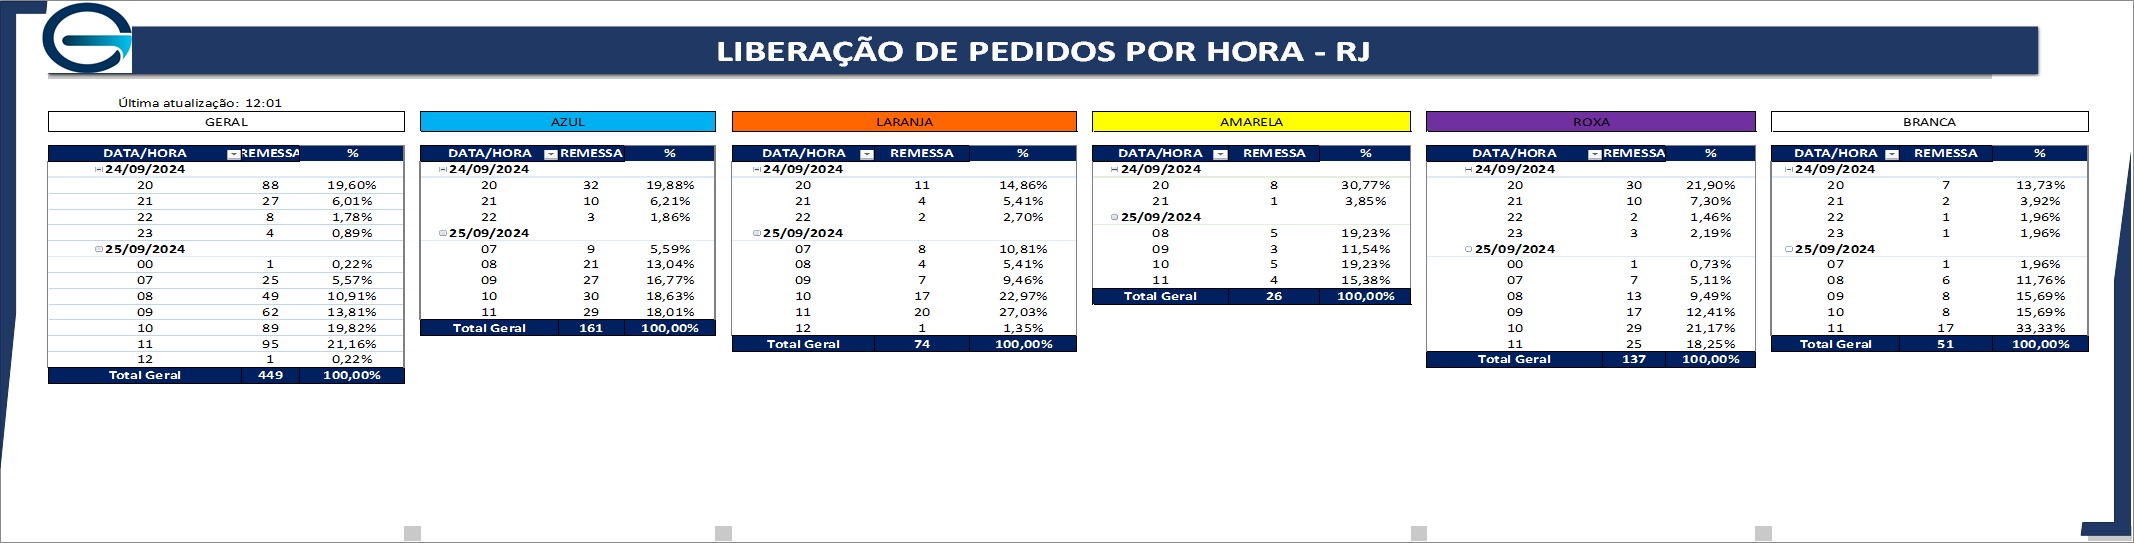 LIBERAÇÃO DE PEDIDOS POR HORA - RJ
Última atualização: 12:01
GERAL
DATA/HORA REMESSA %
24/09/2024
20 88 19,60%
21 27 6,01%
22 8 1,78%
23 4 0,89%
25/09/2024
00 1 0,22%
07 25 5,57%
08 49 10,91%
09 62 13,81%
10 89 19,82%
11 95 21,16%
12 1 0,22%
Total Geral 449 100,00%
AZUL
DATA/HORA REMESSA %
24/09/2024
20 32 19,88%
21 10 6,21%
22 3 1,86%
25/09/2024
07 9 5,59%
08 21 13,04%
09 27 16,77%
10 30 18,63%
11 29 18,01%
Total Geral 161 100,00%
LARANJA
DATA/HORA REMESSA %
24/09/2024
20 11 14,86%
21 4 5,41%
22 2 2,70%
25/09/2024
07 8 10,81%
08 4 5,41%
09 7 9,46%
10 17 22,97%
11 20 27,03%
12 1 1,35%
Total Geral 74 100,00%
AMARELA
DATA/HORA REMESSA %
24/09/2024
20 8 30,77%
21 1 3,85%
25/09/2024
08 5 19,23%
09 3 11,54%
10 5 19,23%
11 4 15,38%
Total Geral 26 100,00%
ROXA
DATA/HORA REMESSA %
24/09/2024
20 30 21,90%
21 10 7,30%
22 2 1,46%
23 3 2,19%
25/09/2024
00 1 0,73%
07 7 5,11%
08 13 9,49%
09 17 12,41%
10 29 21,17%
11 25 18,25%
Total Geral 137 100,00%
BRANCA
DATA/HORA REMESSA %
24/09/2024
20 7 13,73%
21 2 3,92%
22 1 1,96%
23 1 1,96%
25/09/2024
07 1 1,96%
08 6 11,76%
09 8 15,69%
10 8 15,69%
11 17 33,33%
Total Geral 51 100,00%